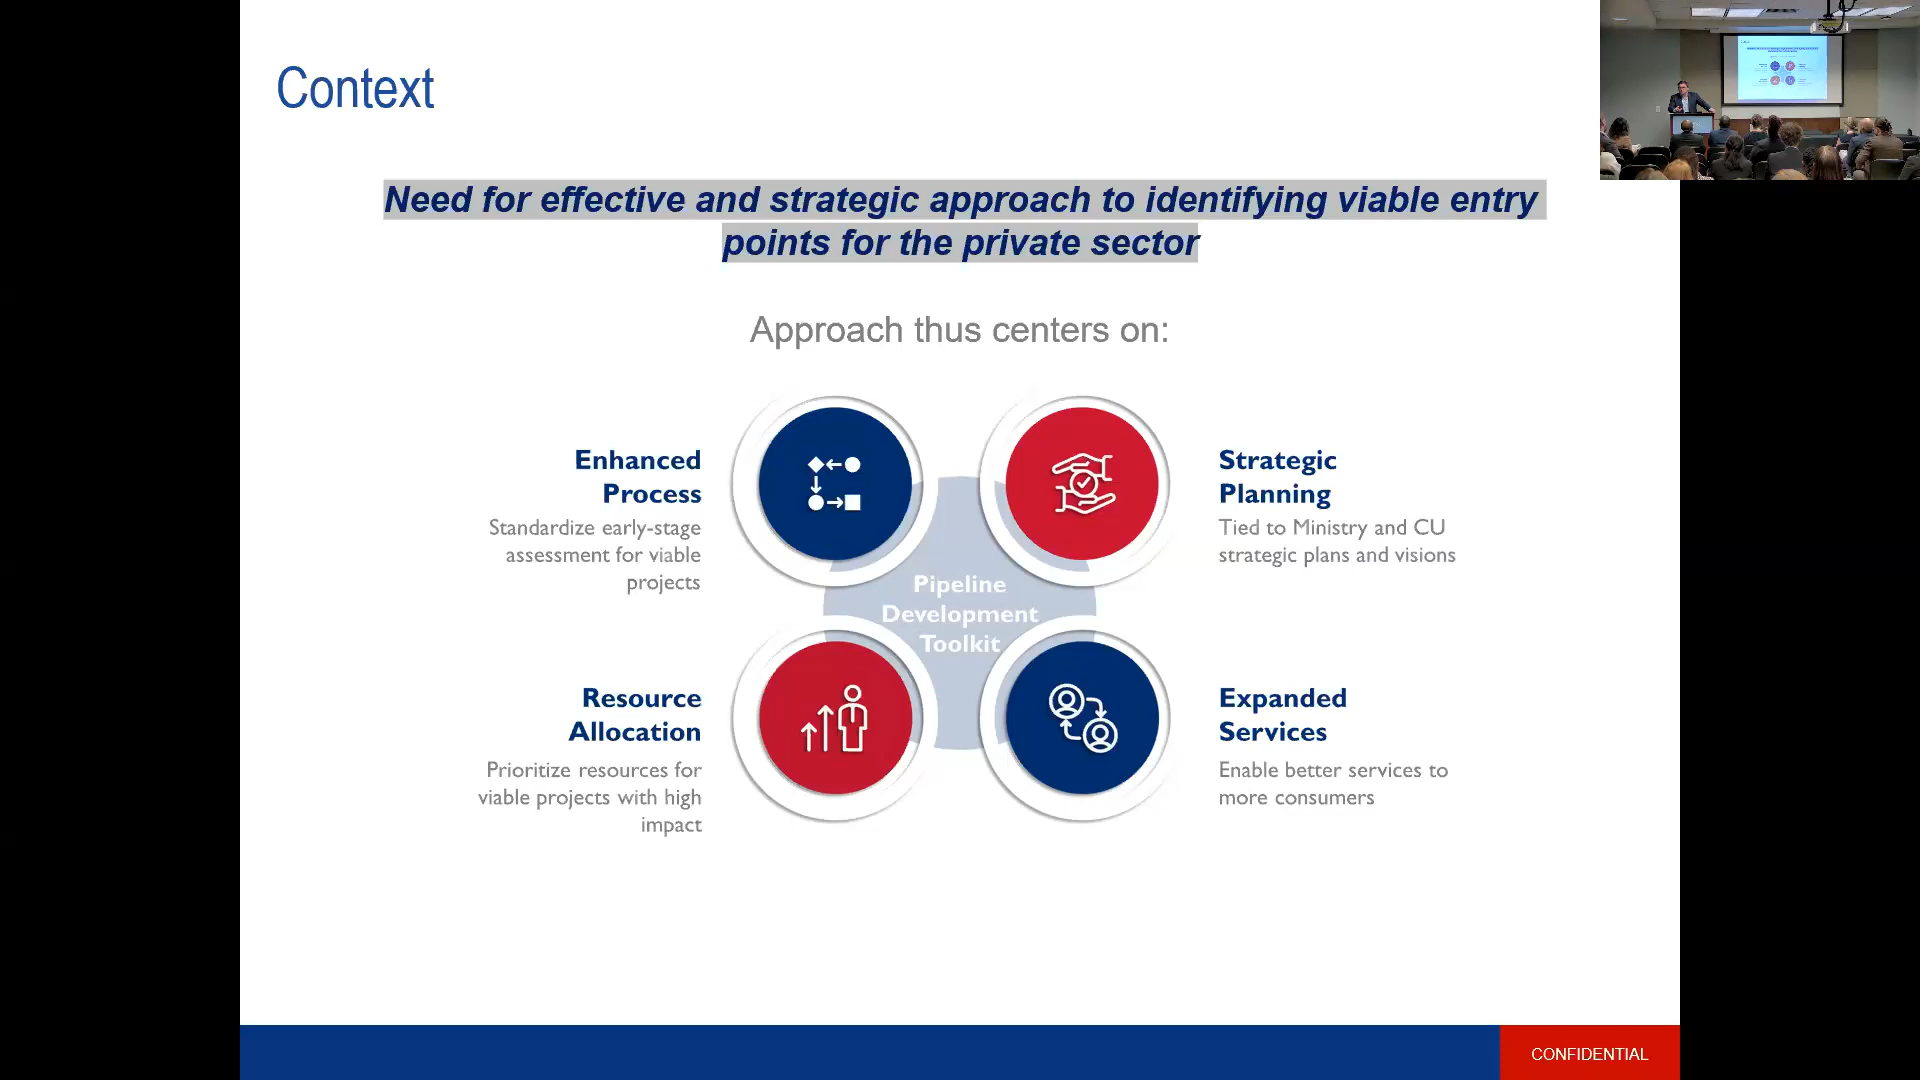 Context
Need for effective and strategic approach to identifying viable entry
points for the private sector
Approach thus centers on:
Enhanced
Process
Standardize early-stage
assessment for viable
projects
Strategic
Planning
Tied to Ministry and CU
strategic plans and visions
Pipeline
Development
Toolkit
Resource
Allocation
Prioritize resources for
viable projects with high
impact
Expanded
Services
Enable better services to
more consumers
CONFIDENTIAL